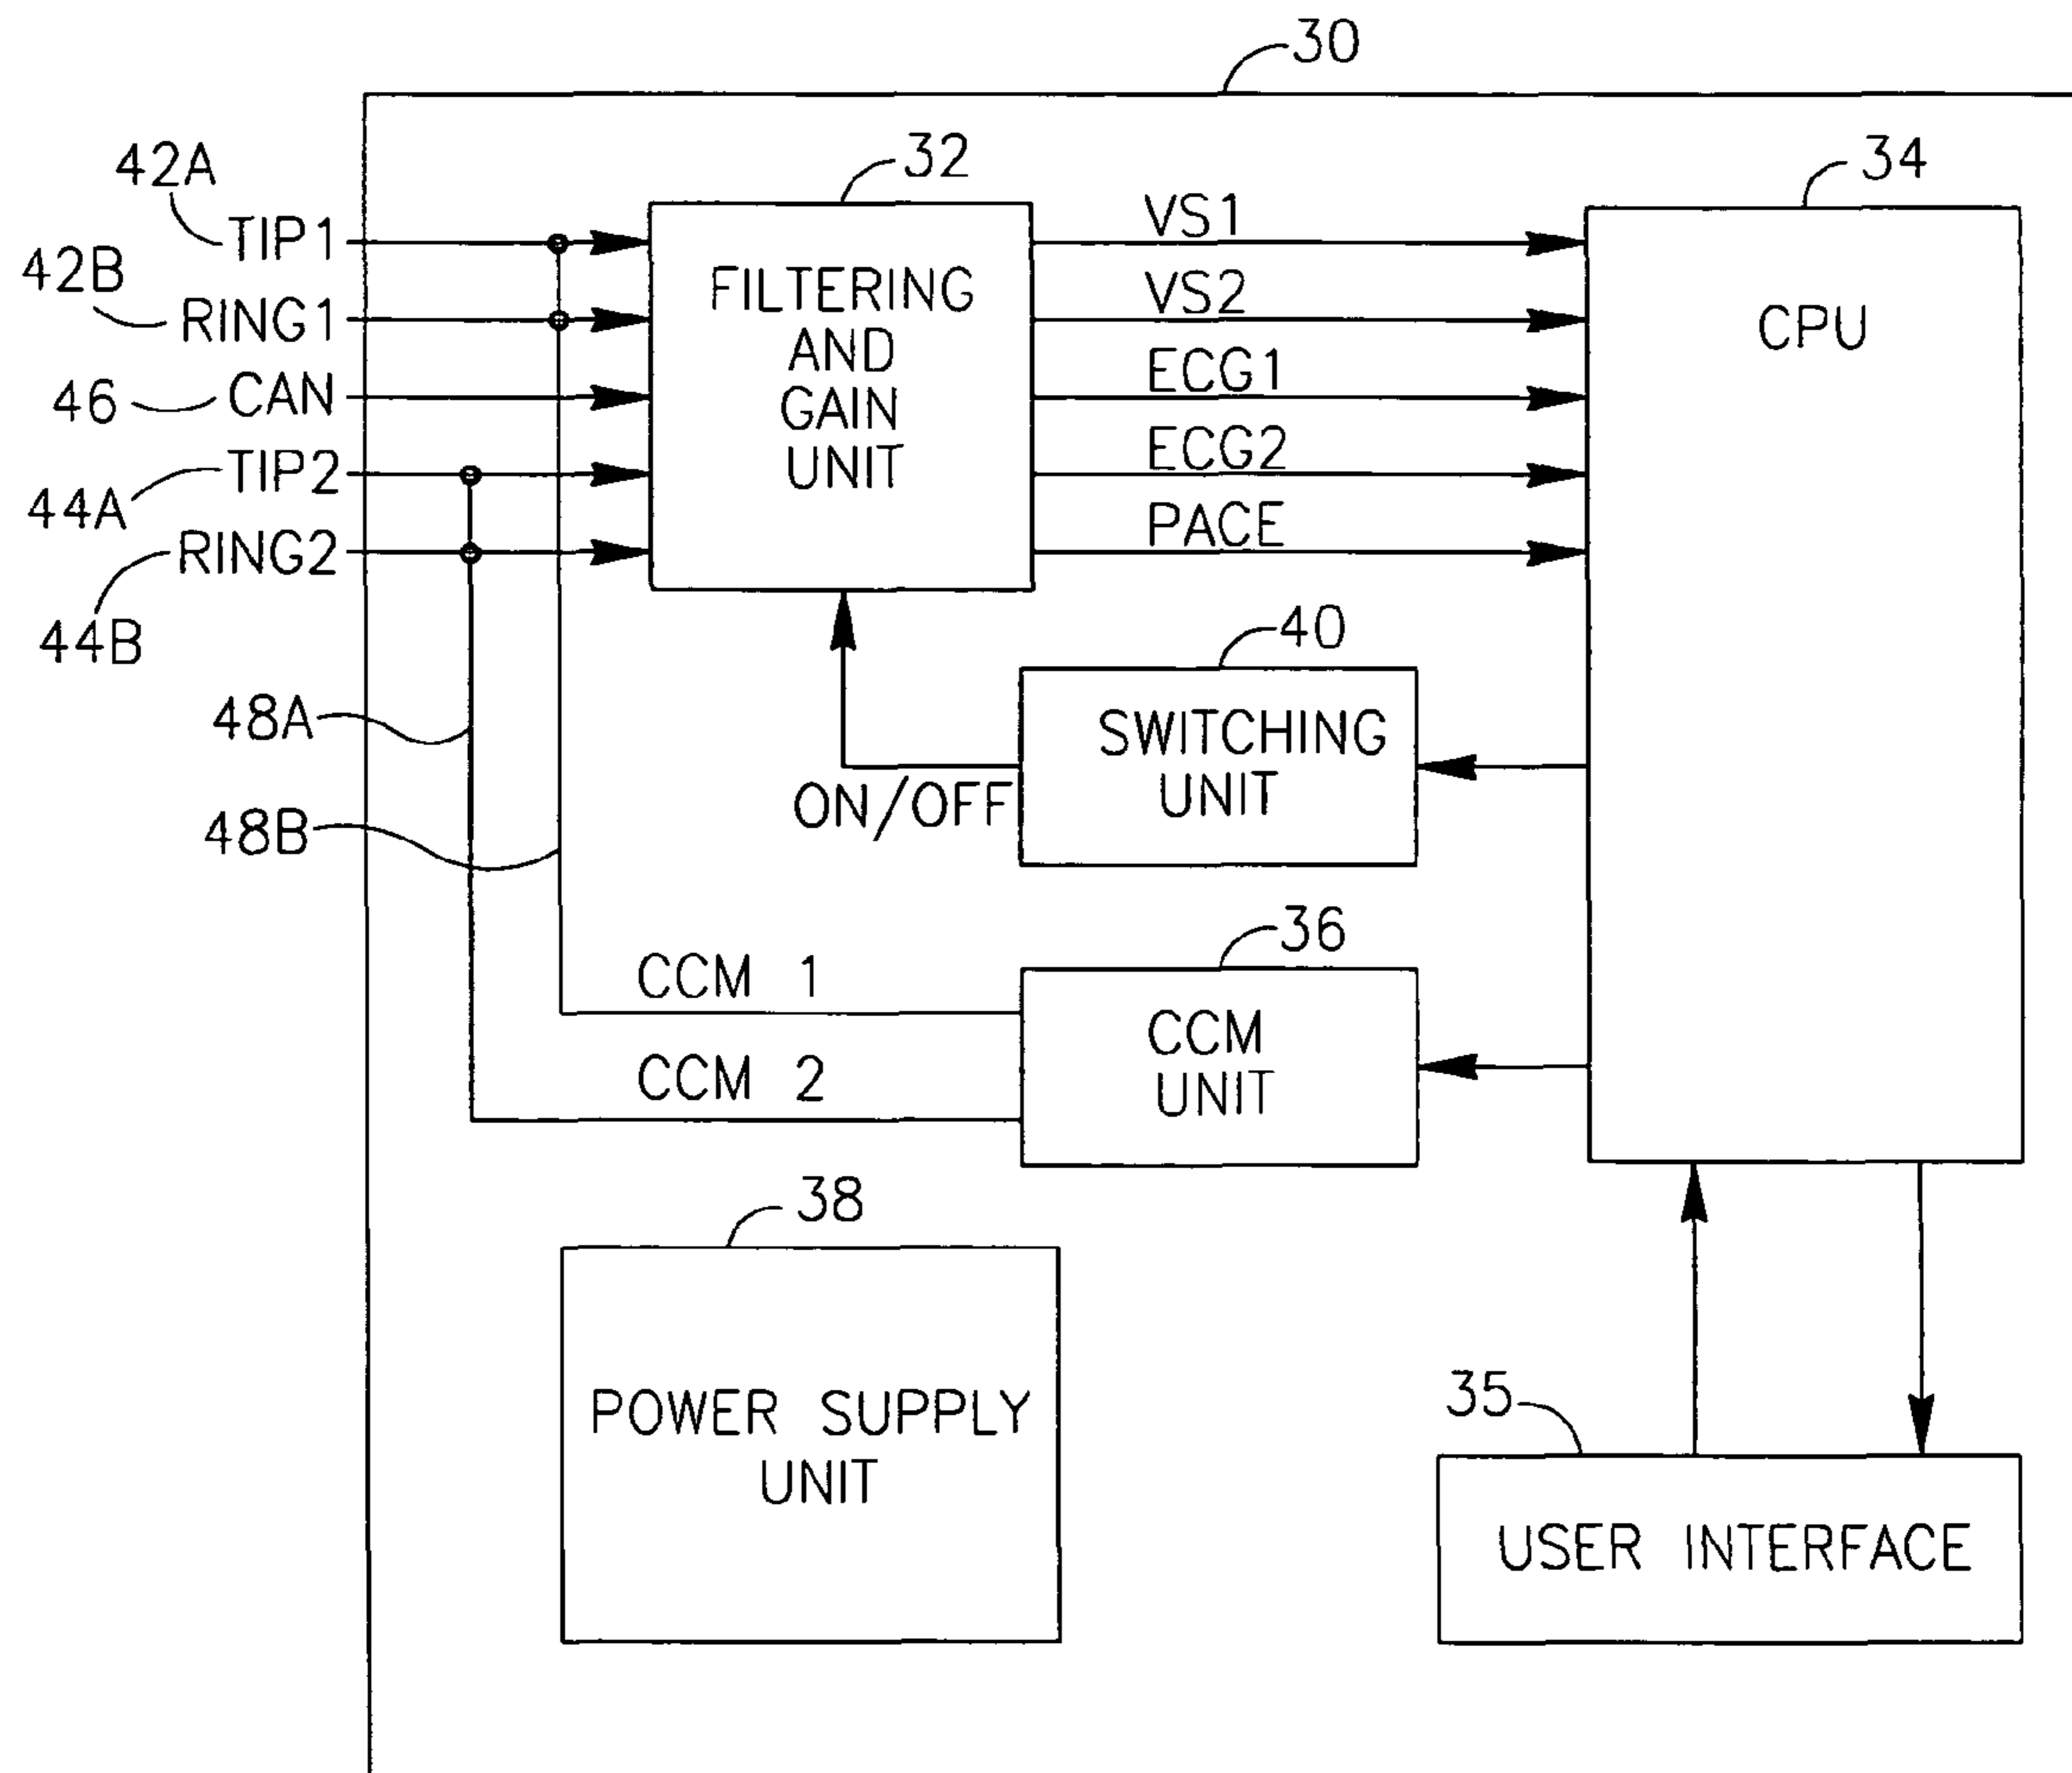 30
42A
TIP1
42B
RING1
46
CAN
TIP2
44A
RING2
44B
48A
48B
32
FILTERING
AND
GAIN
UNIT
VS1
VS2
ECG1
ECG2
PACE
34
CPU
40
SWITCHING
UNIT
ON/OFF
36
CCM
UNIT
CCM 1
CCM 2
38
POWER SUPPLY
UNIT
35
USER INTERFACE